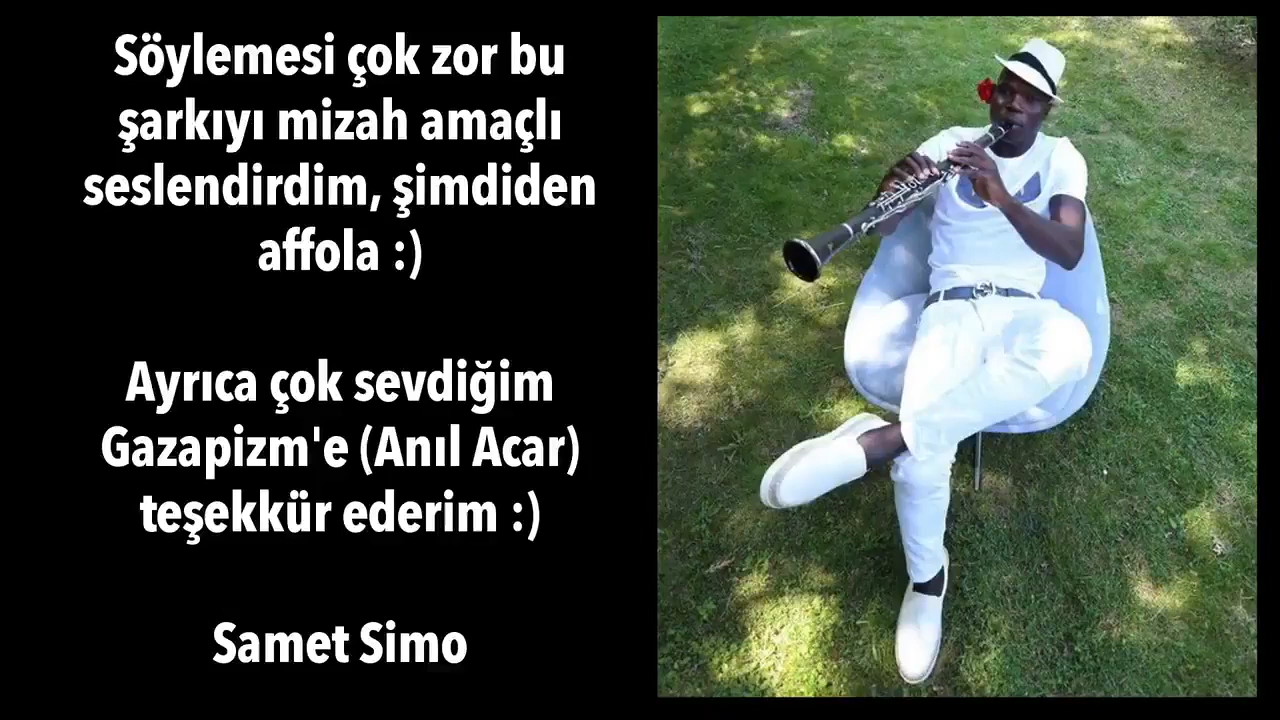 Söylemesi çok zor bu
şarkıyı mizah amaçlı
seslendirdim, şimdiden
affola :)
Ayrıca çok sevdiğim
Gazapizm'e (Anıl Acar)
teşekkür ederim :)
Samet Simo